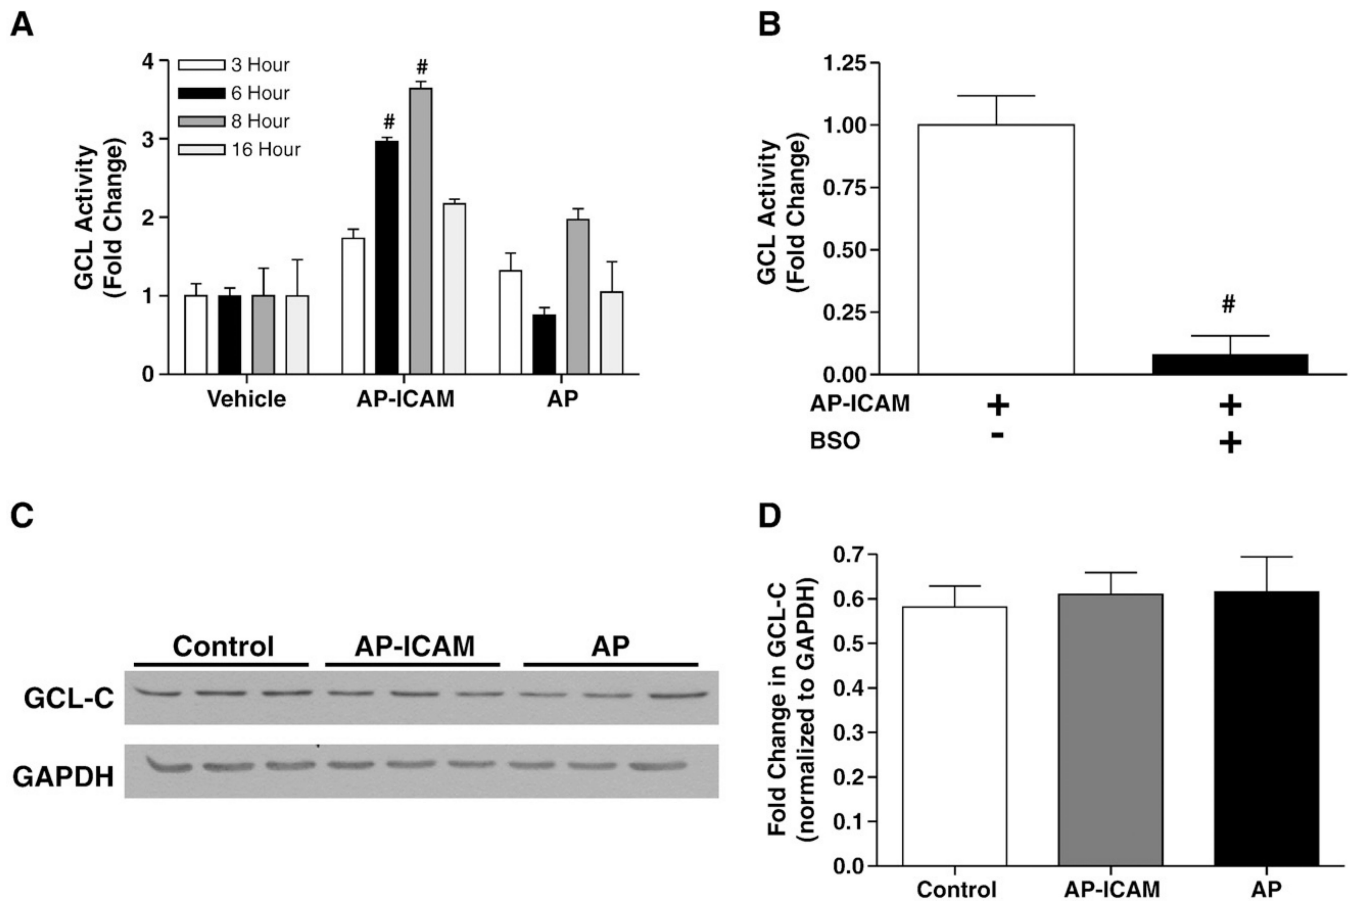 A
GCL Activity
(Fold Change)
4
3
2
1
0
3 Hour
6 Hour
8 Hour
16 Hour
#
#
Vehicle
AP-ICAM
AP
B
GCL Activity
(Fold Change)
1.25
1.00
0.75
0.50
0.25
0.00
#
AP-ICAM + +
BSO - +
C
Control
AP-ICAM
AP
GCL-C
GAPDH
D
Fold Change in GCL-C
(normalized to GAPDH)
0.7
0.6
0.5
0.4
0.3
0.2
0.1
0.0
Control
AP-ICAM
AP